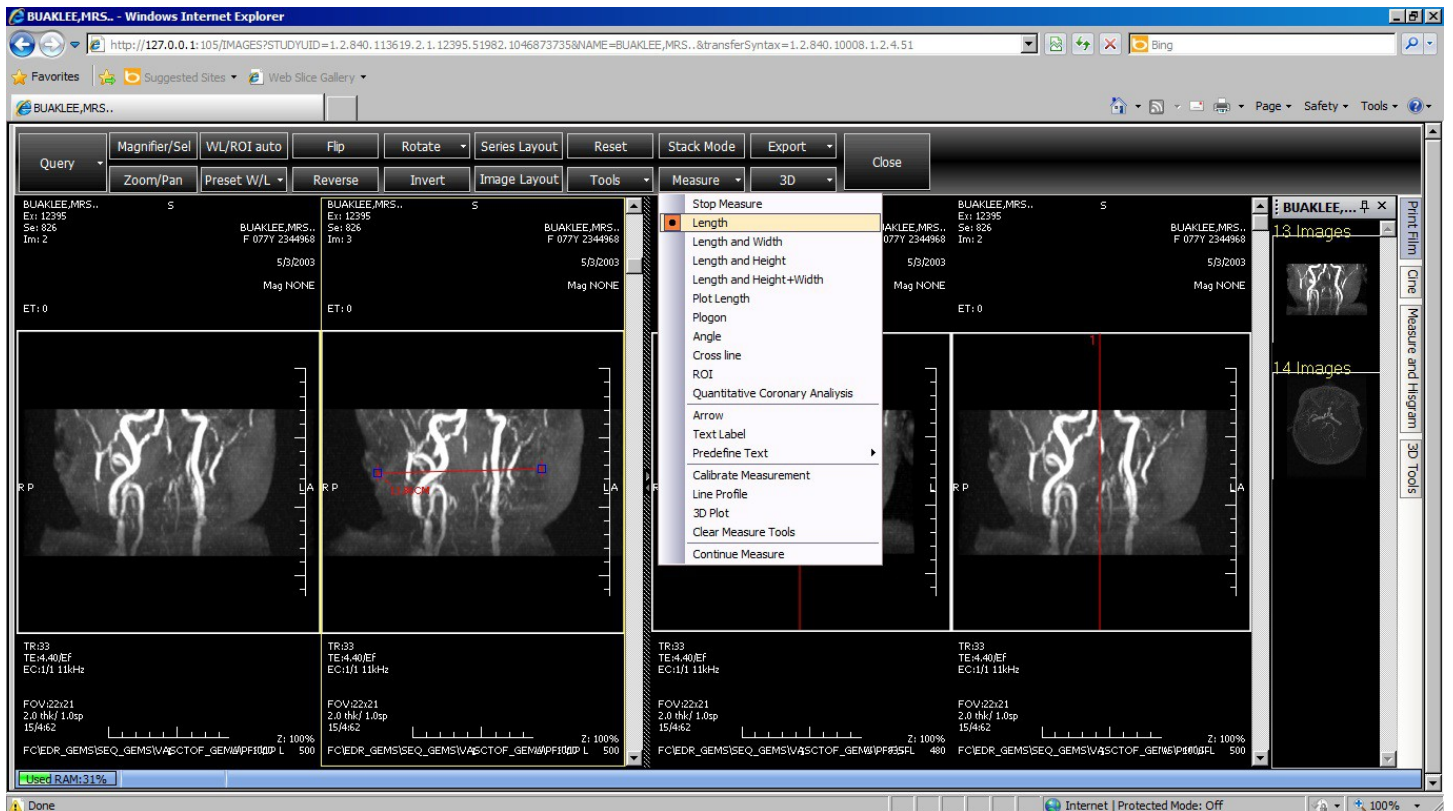 BUAKLEE,MRS.. - Windows Internet Explorer
http://127.0.0.1:105/IMAGES?STUDYUID=1.2.840.113619.2.1.12395.51982.1046873735&NAME=BUAKLEE,MRS..&transferSyntax=1.2.840.10008.1.2.4.51
Bing
Favorites
Suggested Sites
Web Slice Gallery
BUAKLEE,MRS..
Page
Safety
Tools
Query
Magnifier/Sel
WL/ROI auto
Flip
Rotate
Series Layout
Reset
Stack Mode
Export
Close
Zoom/Pan
Preset W/L
Reverse
Invert
Image Layout
Tools
Measure
3D
BUAKLEE,MRS..
S
Ex: 12395
Se: 826
BUAKLEE,MRS..
Im: 2
F 077Y 2344968
5/3/2003
Mag NONE
ET: 0
R P
L A
TR:33
TE:4.40/Ef
EC:1/1 11kHz
FOV:22x21
2.0 thk/ 1.0sp
15/4:62
Z: 100%
L 500
BUAKLEE,MRS..
S
Ex: 12395
Se: 826
BUAKLEE,MRS..
Im: 3
F 077Y 2344968
5/3/2003
Mag NONE
ET: 0
R P
L A
TR:33
TE:4.40/Ef
EC:1/1 11kHz
FOV:22x21
2.0 thk/ 1.0sp
15/4:62
Z: 100%
L 500
Stop Measure
Length
Length and Width
Length and Height
Length and Height+Width
Plot Length
Plogon
Angle
Cross line
ROI
Quantitative Coronary Analiysis
Arrow
Text Label
Predefine Text
Calibrate Measurement
Line Profile
3D Plot
Clear Measure Tools
Continue Measure
5/3/2003
Mag NONE
L
TR:33
TE:4.40/Ef
EC:1/1 11kHz
FOV:22x21
2.0 thk/ 1.0sp
15/4:62
Z: 100%
480
BUAKLEE,MRS..
S
Ex: 12395
Se: 826
BUAKLEE,MRS..
Im: 2
F 077Y 2344968
5/3/2003
Mag NONE
ET: 0
1
R P
L A
TR:33
TE:4.40/Ef
EC:1/1 11kHz
FOV:22x21
2.0 thk/ 1.0sp
15/4:62
Z: 100%
500
BUAKLEE,...
13 Images
14 Images
Print Film
Cine
Measure and Hisgram
3D Tools
Used RAM:31%
Done
Internet | Protected Mode: Off
100%